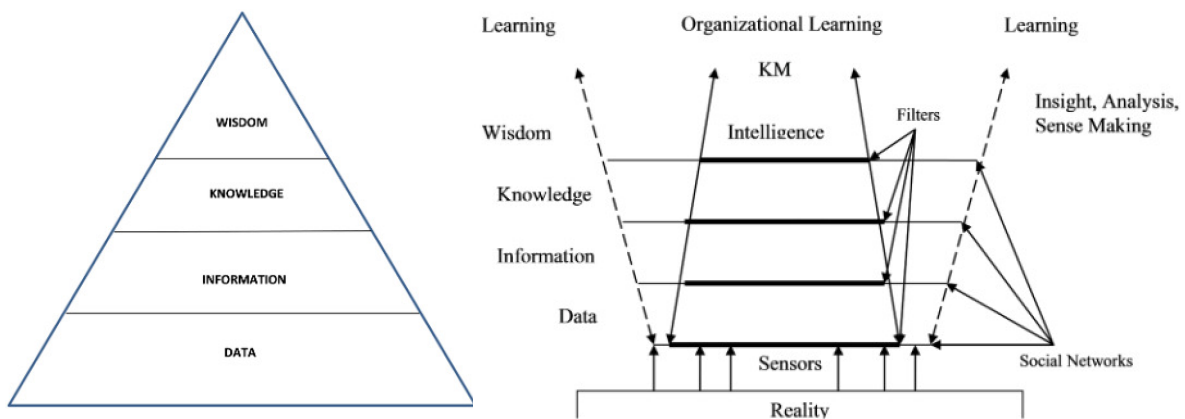 WISDOM
KNOWLEDGE
INFORMATION
DATA
Learning
Organizational Learning
Learning
KM
Insight, Analysis,
Sense Making
Filters
Wisdom
Intelligence
Knowledge
Information
Data
Sensors
Social Networks
Reality